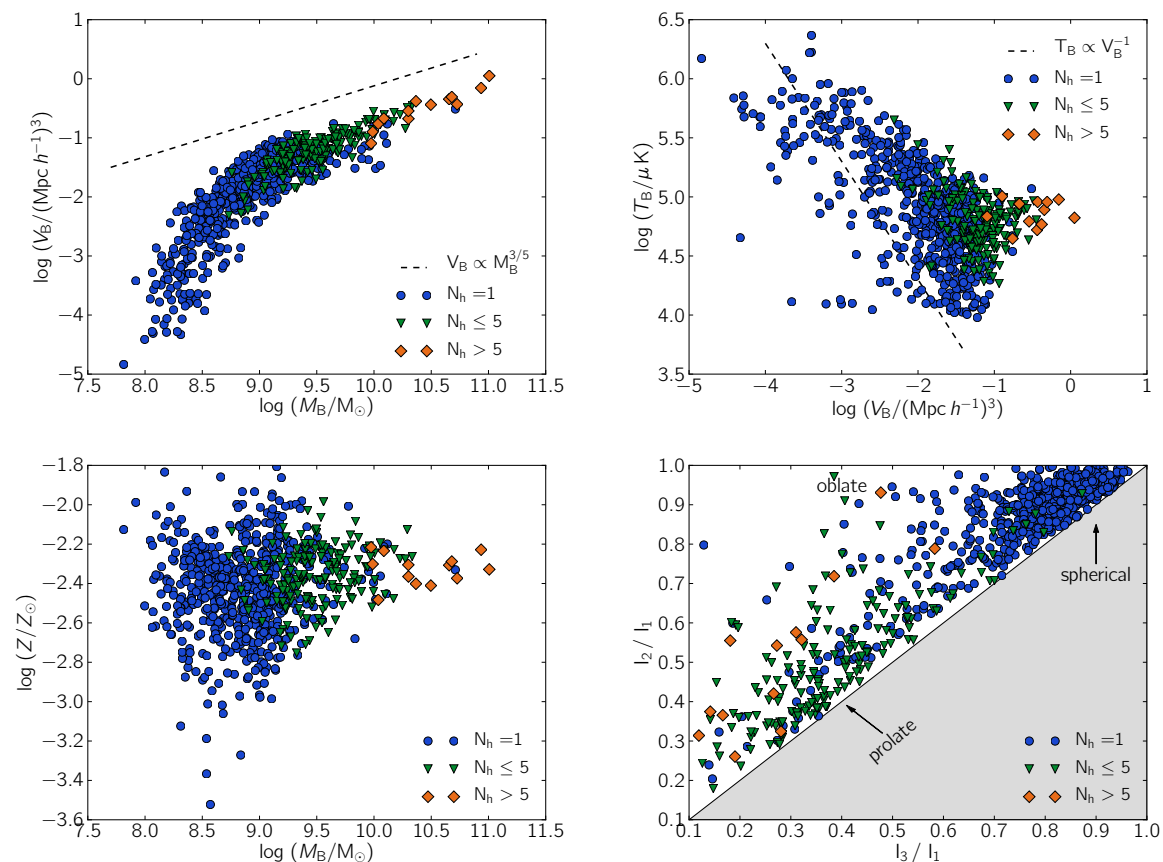 1
0
−1
−2
−3
−4
−5
log (V_B/(Mpc h⁻¹)³)
V_B ∝ M_B^{3/5}
N_h =1
N_h ≤ 5
N_h > 5
7.5 8.0 8.5 9.0 9.5 10.0 10.5 11.0 11.5
log (M_B/M_⊙)
6.5
6.0
5.5
5.0
4.5
4.0
3.5
log (T_B/μ K)
T_B ∝ V_B^{−1}
N_h =1
N_h ≤ 5
N_h > 5
−5 −4 −3 −2 −1 0 1
log (V_B/(Mpc h⁻¹)³)
−1.8
−2.0
−2.2
−2.4
−2.6
−2.8
−3.0
−3.2
−3.4
−3.6
log (Z/Z_⊙)
N_h =1
N_h ≤ 5
N_h > 5
7.5 8.0 8.5 9.0 9.5 10.0 10.5 11.0 11.5
log (M_B/M_⊙)
1.0
0.9
0.8
0.7
0.6
0.5
0.4
0.3
0.2
0.1
I_2 / I_1
oblate
spherical
prolate
N_h =1
N_h ≤ 5
N_h > 5
0.1 0.2 0.3 0.4 0.5 0.6 0.7 0.8 0.9 1.0
I_3 / I_1